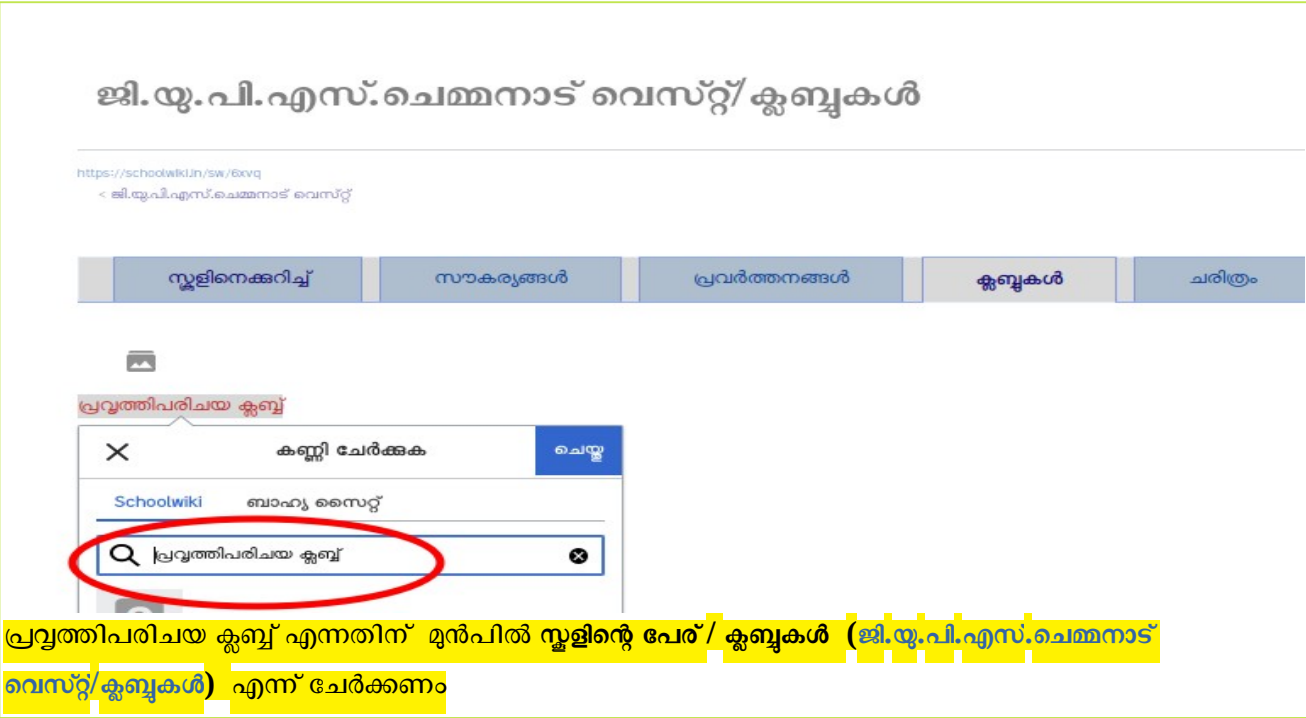 ജി.യു.പി.എസ്.ചെമ്മനാട് വെസ്റ്റ്/ക്ലബ്ബുകൾ
https://schoolwiki.in/sw/6xvq
< ജി.യു.പി.എസ്.ചെമ്മനാട് വെസ്റ്റ്
സ്കൂളിനെക്കുറിച്ച് സൗകര്യങ്ങൾ പ്രവർത്തനങ്ങൾ ക്ലബ്ബുകൾ ചരിത്രം
പ്രവൃത്തിപരിചയ ക്ലബ്ബ്
കണ്ണി ചേർക്കുക ചെയ്തു
Schoolwiki ബാഹ്യ സൈറ്റ്
പ്രവൃത്തിപരിചയ ക്ലബ്ബ്
പ്രവൃത്തിപരിചയ ക്ലബ്ബ് എന്നതിന് മുൻപിൽ സ്കൂളിന്റെ പേര് / ക്ലബ്ബുകൾ (ജി.യു.പി.എസ്.ചെമ്മനാട്
വെസ്റ്റ്/ക്ലബ്ബുകൾ) എന്ന് ചേർക്കണം